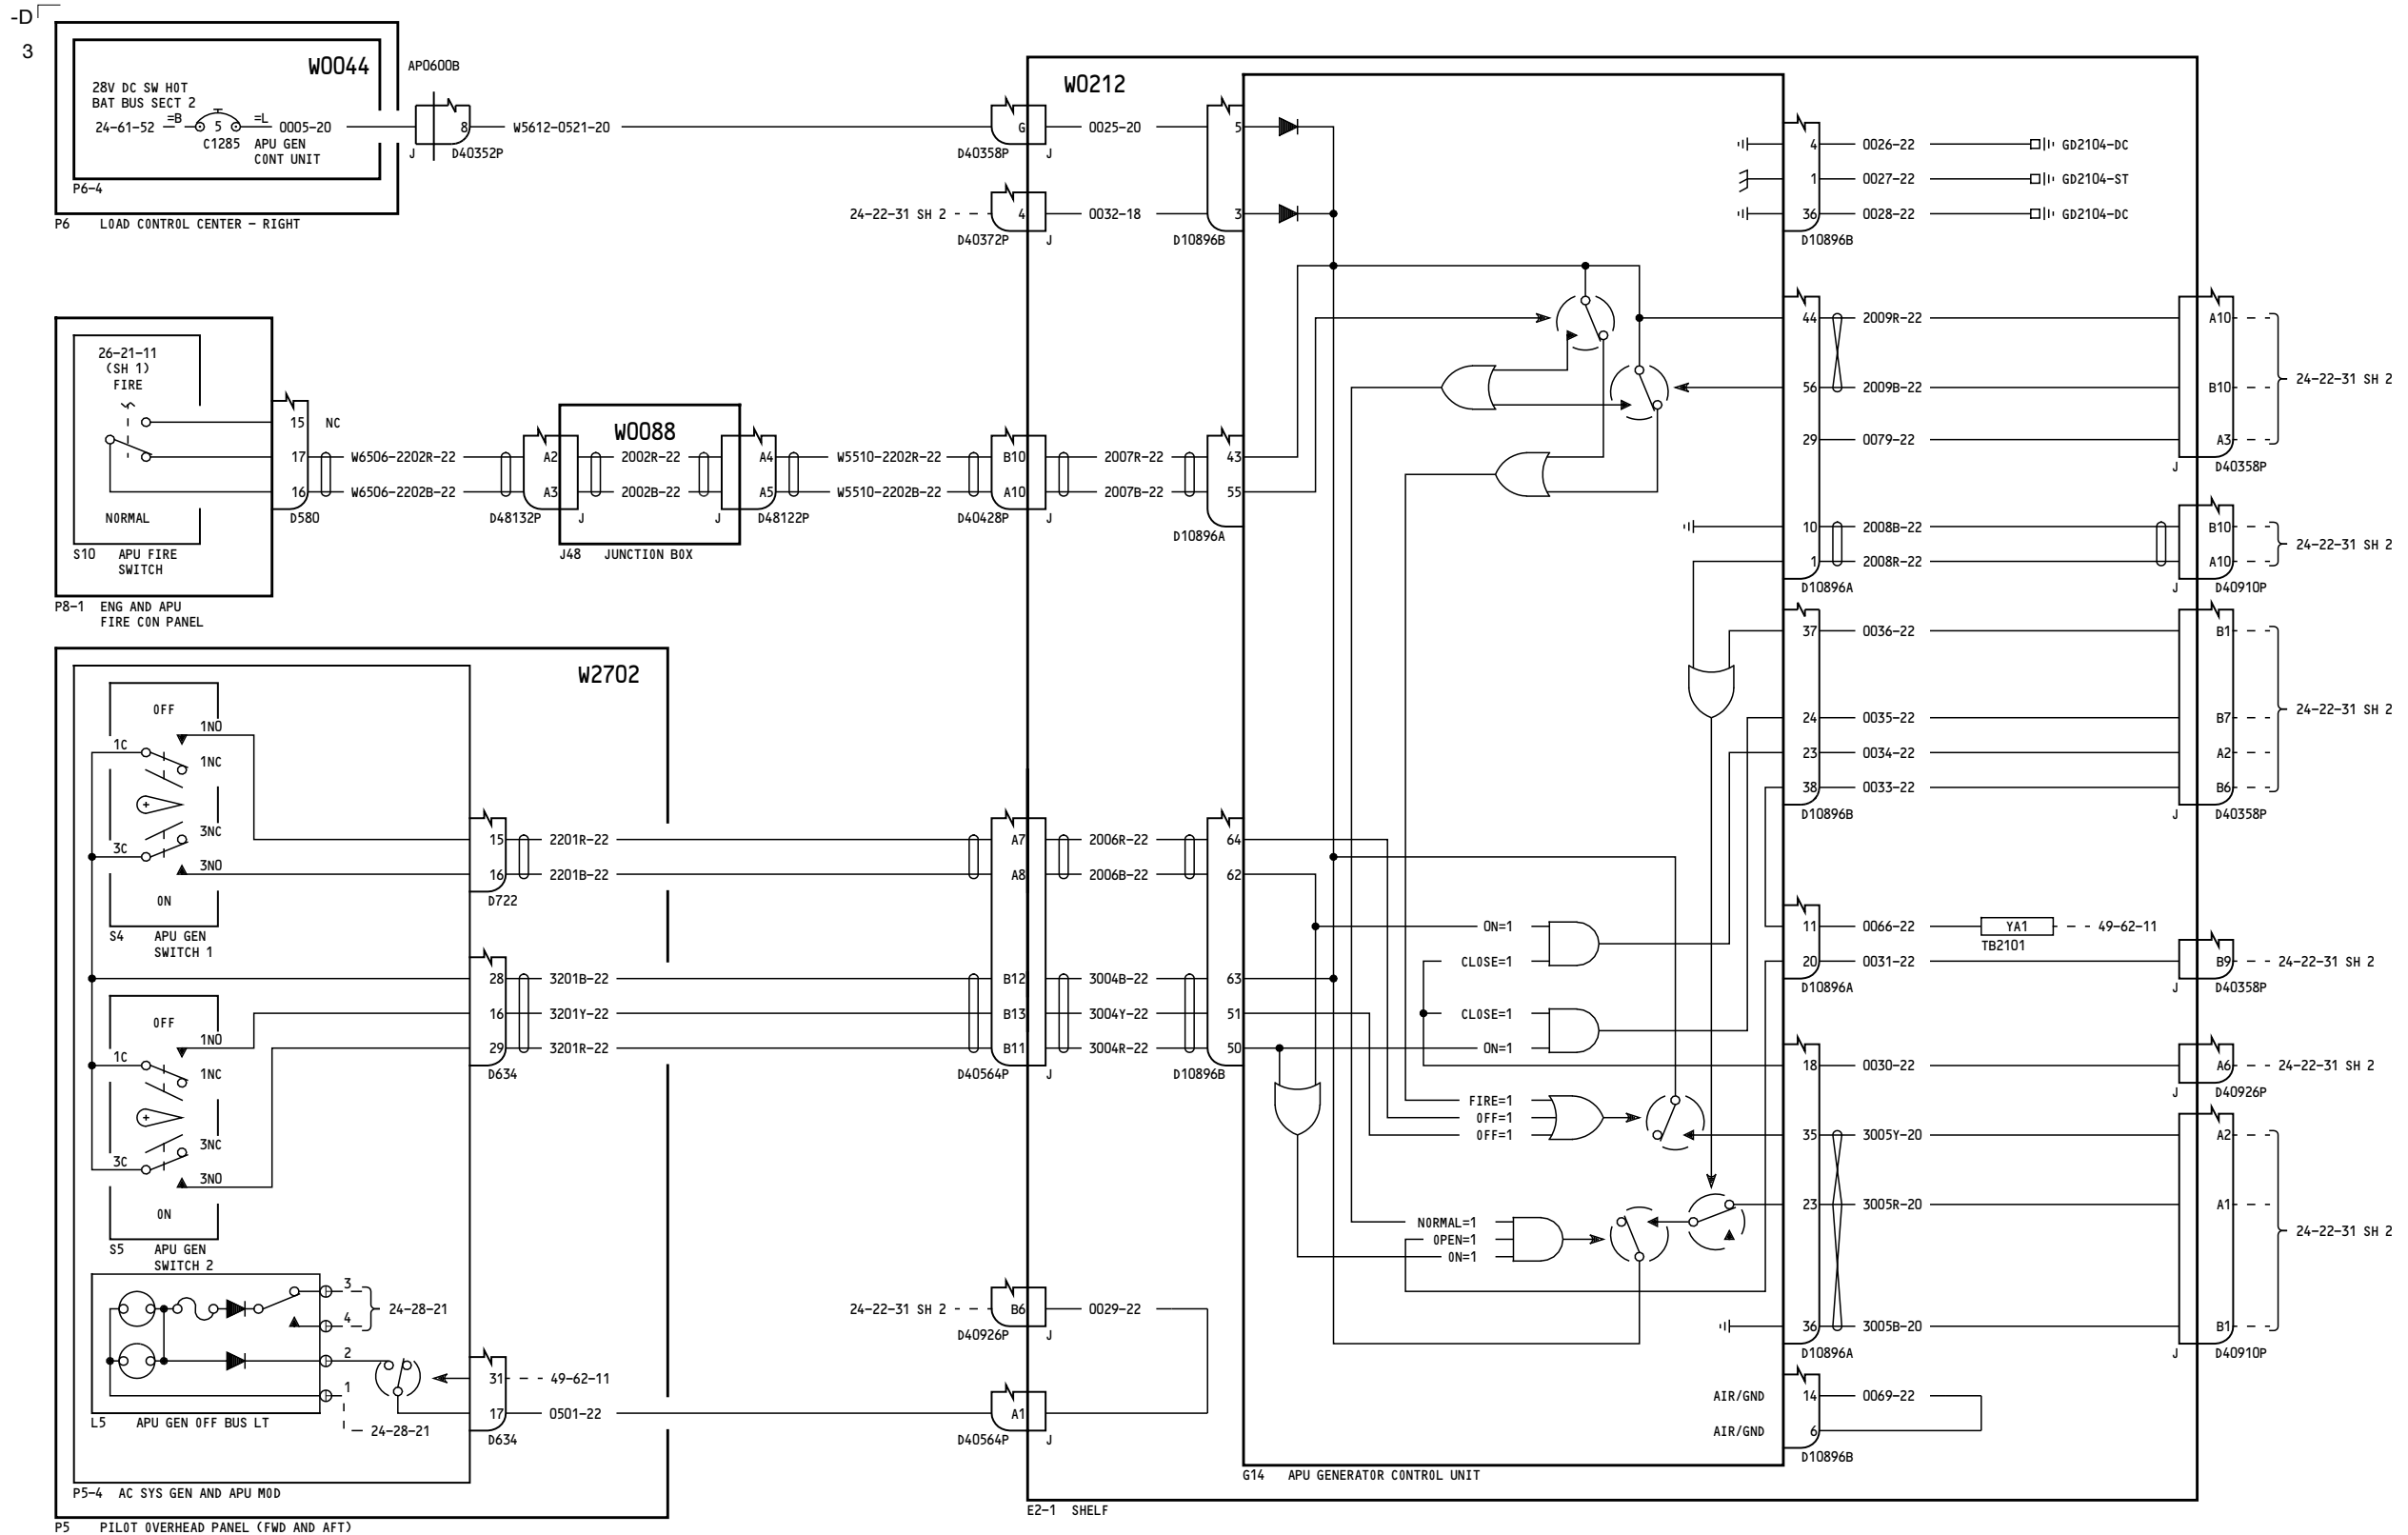 -D
3
W0044
28V DC SW HOT
BAT BUS SECT 2
24-61-52
=B
5
=L
0005-20
C1285
APU GEN
CONT UNIT
P6-4
P6 LOAD CONTROL CENTER - RIGHT
AP0600B
8
J
D40352P
W5612-0521-20
G
D40358P
J
24-22-31 SH 2
4
D40372P
J
W0212
0025-20
0032-18
5
3
D10896B
4
1
36
D10896B
0026-22
GD2104-DC
0027-22
GD2104-ST
0028-22
GD2104-DC
26-21-11
(SH 1)
FIRE
NORMAL
S10 APU FIRE
SWITCH
P8-1 ENG AND APU
FIRE CON PANEL
15
NC
17
16
D580
W6506-2202R-22
W6506-2202B-22
A2
A3
D48132P
J
W0088
2002R-22
2002B-22
J48 JUNCTION BOX
A4
A5
J
D48122P
W5510-2202R-22
W5510-2202B-22
B10
A10
D40428P
J
2007R-22
2007B-22
43
55
D10896A
44
56
29
10
1
D10896A
2009R-22
2009B-22
0079-22
2008B-22
2008R-22
A10
B10
A3
J
D40358P
24-22-31 SH 2
B10
A10
J
D40910P
24-22-31 SH 2
37
24
23
38
D10896B
0036-22
0035-22
0034-22
0033-22
B1
B7
A2
B6
J
D40358P
24-22-31 SH 2
W2702
OFF
1NO
1C
1NC
3NC
3C
3NO
ON
S4 APU GEN
SWITCH 1
15
16
D722
2201R-22
2201B-22
28
16
29
D634
3201B-22
3201Y-22
3201R-22
OFF
1NO
1C
1NC
3NC
3C
3NO
ON
S5 APU GEN
SWITCH 2
A7
A8
B12
B13
B11
D40564P
J
2006R-22
2006B-22
3004B-22
3004Y-22
3004R-22
64
62
63
51
50
D10896B
ON=1
CLOSE=1
CLOSE=1
ON=1
FIRE=1
OFF=1
OFF=1
NORMAL=1
OPEN=1
ON=1
11
20
D10896A
0066-22
YA1
TB2101
49-62-11
0031-22
B9
J
D40358P
24-22-31 SH 2
18
35
23
36
D10896A
0030-22
A6
J
D40926P
24-22-31 SH 2
3005Y-20
3005R-20
3005B-20
A2
A1
B1
J
D40910P
24-22-31 SH 2
3
4
24-28-21
2
1
24-28-21
L5 APU GEN OFF BUS LT
31
17
D634
49-62-11
0501-22
24-22-31 SH 2
B6
D40926P
J
0029-22
A1
D40564P
J
AIR/GND
14
0069-22
AIR/GND
6
D10896B
G14 APU GENERATOR CONTROL UNIT
E2-1 SHELF
P5-4 AC SYS GEN AND APU MOD
P5 PILOT OVERHEAD PANEL (FWD AND AFT)